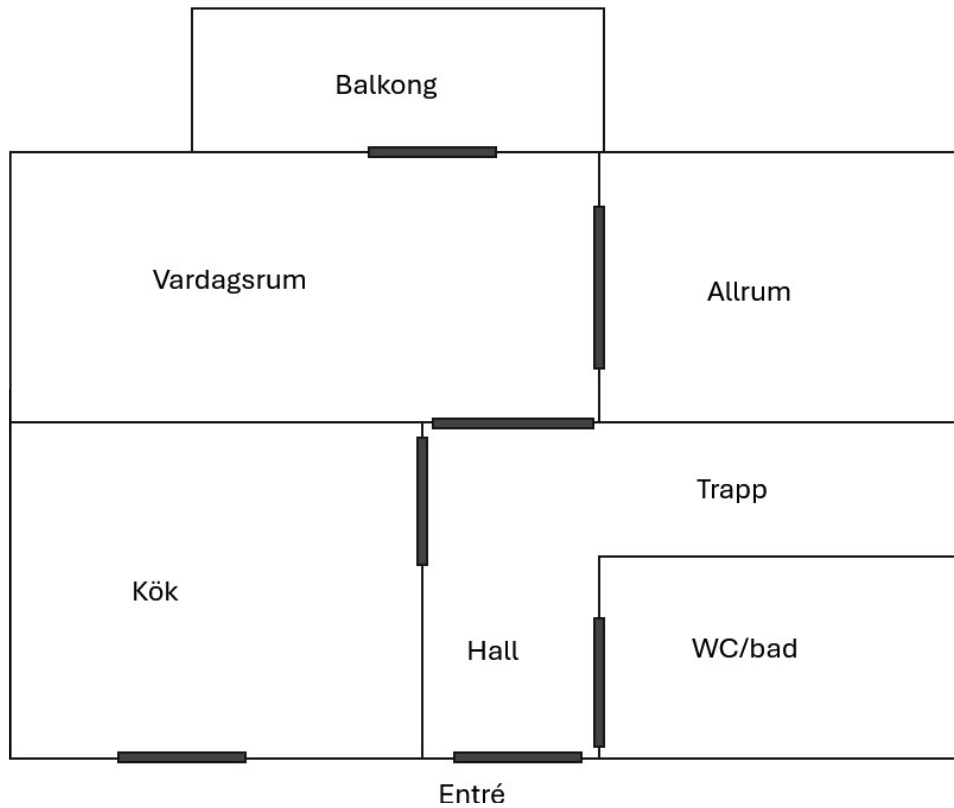 Balkong
Vardagsrum
Allrum
Trapp
Kök
Hall
WC/bad
Entré